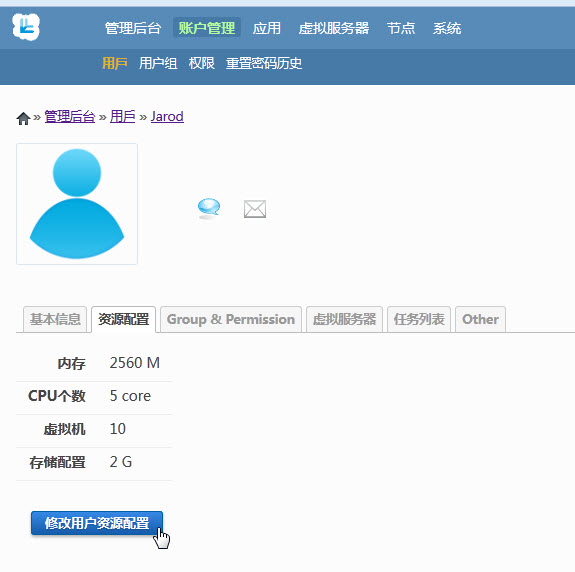 管理后台 账户管理 应用 虚拟服务器 节点 系统
用戶 用户组 权限 重置密码历史
» 管理后台 » 用戶 » Jarod
基本信息 资源配置 Group & Permission 虚拟服务器 任务列表 Other
内存 2560 M
CPU个数 5 core
虚拟机 10
存储配置 2 G
修改用户资源配置